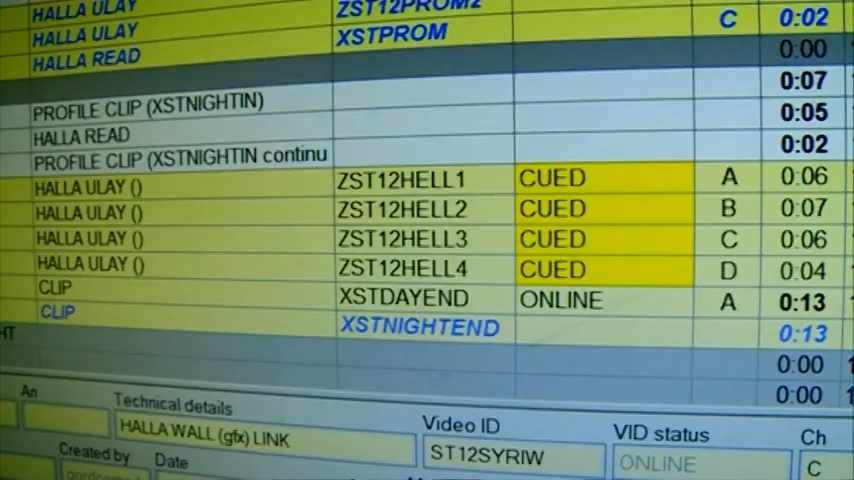 HALLA ULAY ZST12PROM2 C 0:02
HALLA ULAY XSTPROM
HALLA READ 0:00
0:07
PROFILE CLIP (XSTNIGHTIN) 0:05
HALLA READ 0:02
PROFILE CLIP (XSTNIGHTIN continu
HALLA ULAY () ZST12HELL1 CUED A 0:06
HALLA ULAY () ZST12HELL2 CUED B 0:07
HALLA ULAY () ZST12HELL3 CUED C 0:06
HALLA ULAY () ZST12HELL4 CUED D 0:04
CLIP XSTDAYEND ONLINE A 0:13
CLIP XSTNIGHTEND 0:13
HT 0:00
0:00
An Technical details Video ID VID status Ch
HALLA WALL (gfx) LINK ST12SYRIW ONLINE C
Created by Date